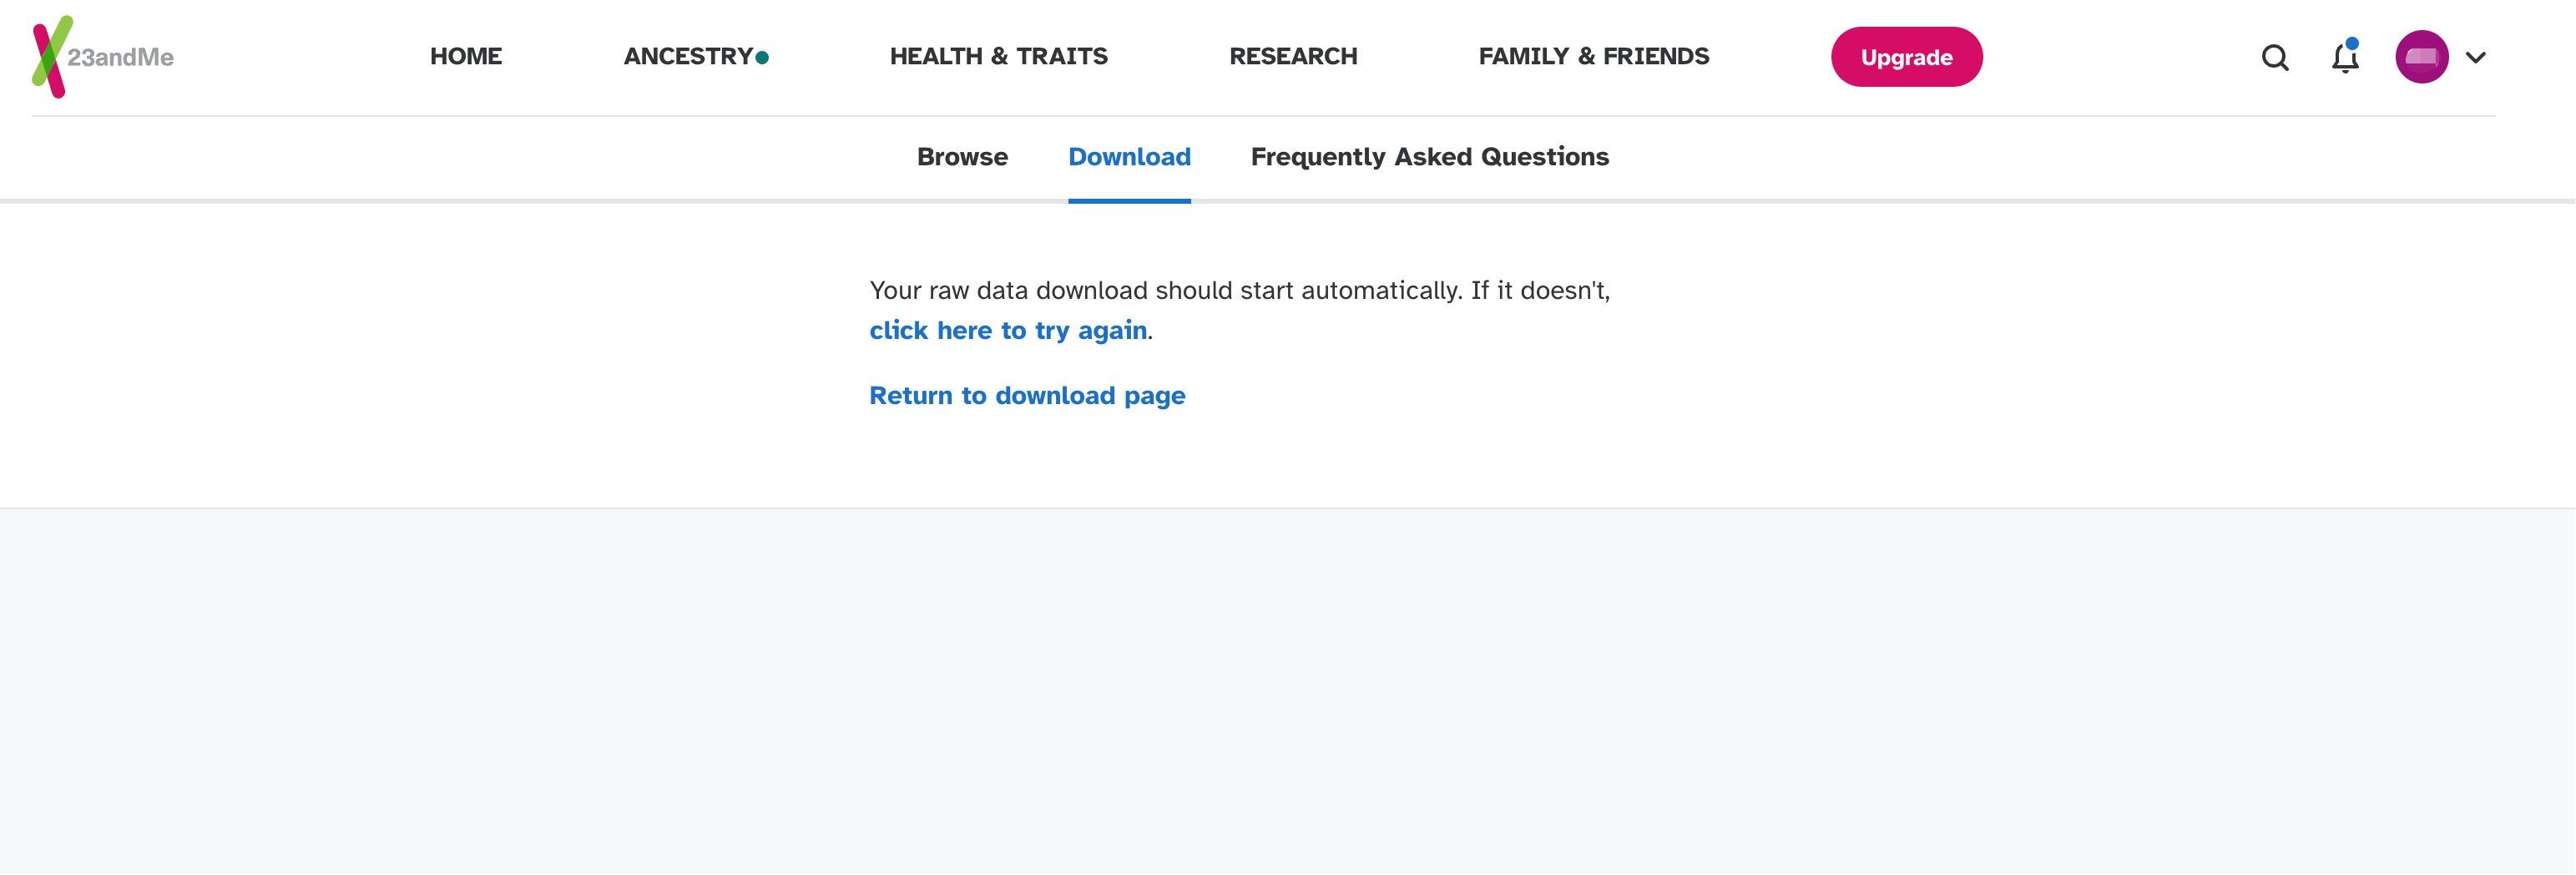 23andMe
HOME ANCESTRY HEALTH & TRAITS RESEARCH FAMILY & FRIENDS Upgrade
Browse Download Frequently Asked Questions
Your raw data download should start automatically. If it doesn't,
click here to try again.
Return to download page